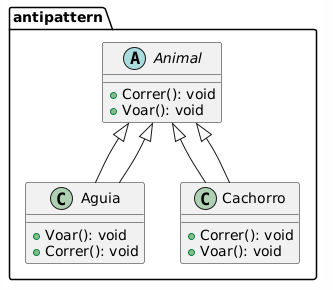 antipattern
A Animal
Correr(): void
Voar(): void
C Aguia
Voar(): void
Correr(): void
C Cachorro
Correr(): void
Voar(): void